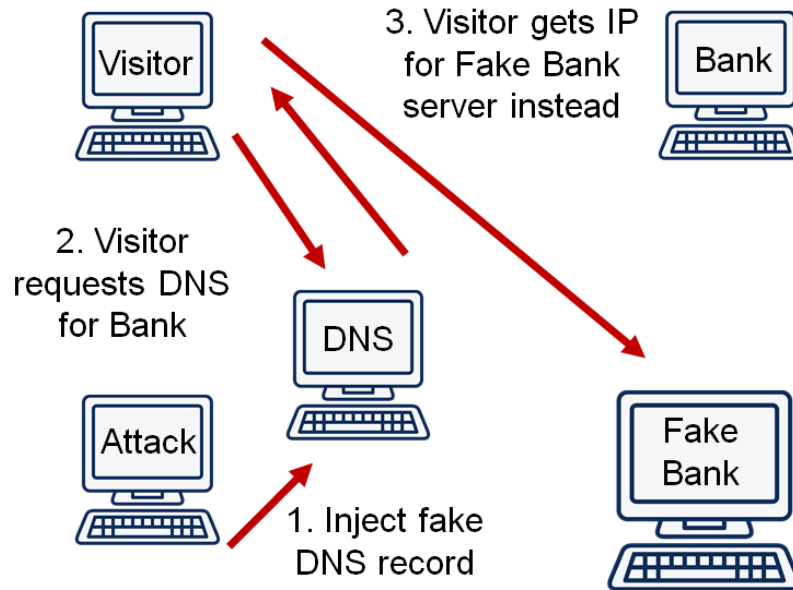 Visitor
3. Visitor gets IP
for Fake Bank
server instead
Bank
2. Visitor
requests DNS
for Bank
DNS
Attack
Fake
Bank
1. Inject fake
DNS record